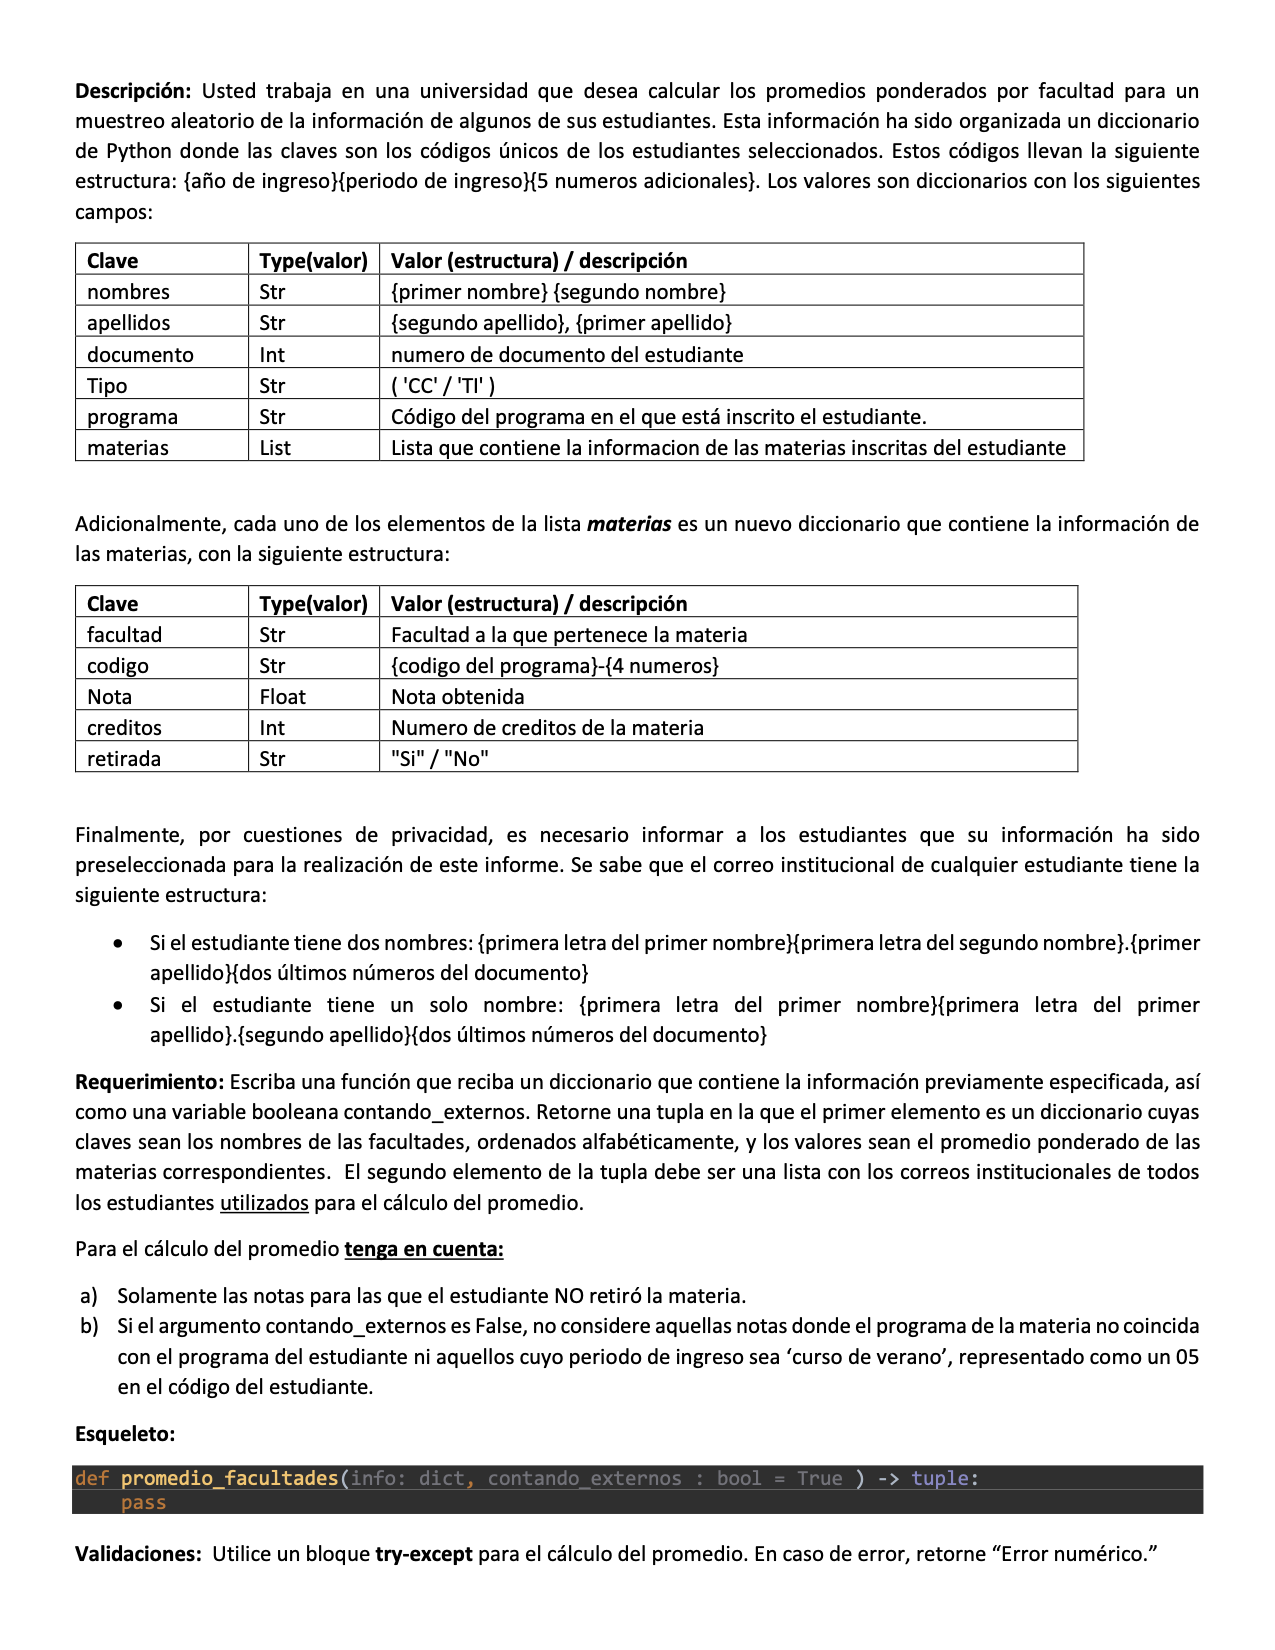 Descripción: Usted trabaja en una universidad que desea calcular los promedios ponderados por facultad para un
muestreo aleatorio de la información de algunos de sus estudiantes. Esta información ha sido organizada un diccionario
de Python donde las claves son los códigos únicos de los estudiantes seleccionados. Estos códigos llevan la siguiente
estructura: {año de ingreso}{periodo de ingreso}{5 numeros adicionales}. Los valores son diccionarios con los siguientes
campos:
Clave Type(valor) Valor (estructura) / descripción
nombres Str {primer nombre} {segundo nombre}
apellidos Str {segundo apellido}, {primer apellido}
documento Int numero de documento del estudiante
Tipo Str ( 'CC' / 'TI' )
programa Str Código del programa en el que está inscrito el estudiante.
materias List Lista que contiene la informacion de las materias inscritas del estudiante
Adicionalmente, cada uno de los elementos de la lista materias es un nuevo diccionario que contiene la información de
las materias, con la siguiente estructura:
Clave Type(valor) Valor (estructura) / descripción
facultad Str Facultad a la que pertenece la materia
codigo Str {codigo del programa}-{4 numeros}
Nota Float Nota obtenida
creditos Int Numero de creditos de la materia
retirada Str "Si" / "No"
Finalmente, por cuestiones de privacidad, es necesario informar a los estudiantes que su información ha sido
preseleccionada para la realización de este informe. Se sabe que el correo institucional de cualquier estudiante tiene la
siguiente estructura:
• Si el estudiante tiene dos nombres: {primera letra del primer nombre}{primera letra del segundo nombre}.{primer
apellido}{dos últimos números del documento}
• Si el estudiante tiene un solo nombre: {primera letra del primer nombre}{primera letra del primer
apellido}.{segundo apellido}{dos últimos números del documento}
Requerimiento: Escriba una función que reciba un diccionario que contiene la información previamente especificada, así
como una variable booleana contando_externos. Retorne una tupla en la que el primer elemento es un diccionario cuyas
claves sean los nombres de las facultades, ordenados alfabéticamente, y los valores sean el promedio ponderado de las
materias correspondientes. El segundo elemento de la tupla debe ser una lista con los correos institucionales de todos
los estudiantes utilizados para el cálculo del promedio.
Para el cálculo del promedio tenga en cuenta:
a) Solamente las notas para las que el estudiante NO retiró la materia.
b) Si el argumento contando_externos es False, no considere aquellas notas donde el programa de la materia no coincida
con el programa del estudiante ni aquellos cuyo periodo de ingreso sea ‘curso de verano’, representado como un 05
en el código del estudiante.
Esqueleto:
def promedio_facultades(info: dict, contando_externos : bool = True ) -> tuple:
pass
Validaciones: Utilice un bloque try-except para el cálculo del promedio. En caso de error, retorne “Error numérico.”